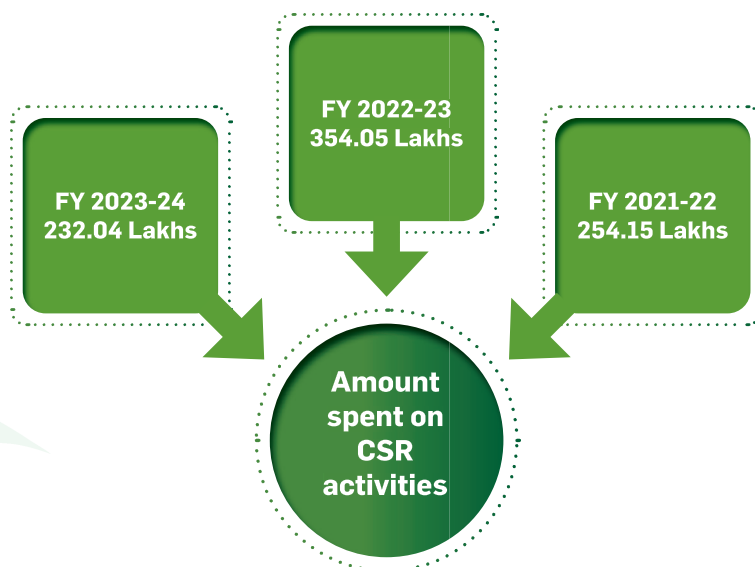 FY 2022-23
354.05 Lakhs
FY 2023-24
232.04 Lakhs
FY 2021-22
254.15 Lakhs
Amount
spent on
CSR
activities